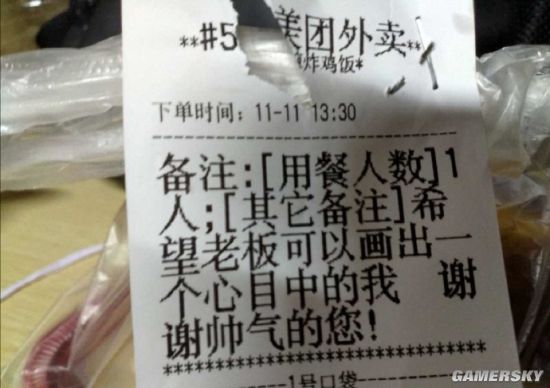 **#5 美团外卖**
炸鸡饭*
下单时间: 11-11 13:30
备注:[用餐人数]1
人;[其它备注]希
望老板可以画出一
个心目中的我 谢
谢帅气的您!
1号口袋
GAMERSKY